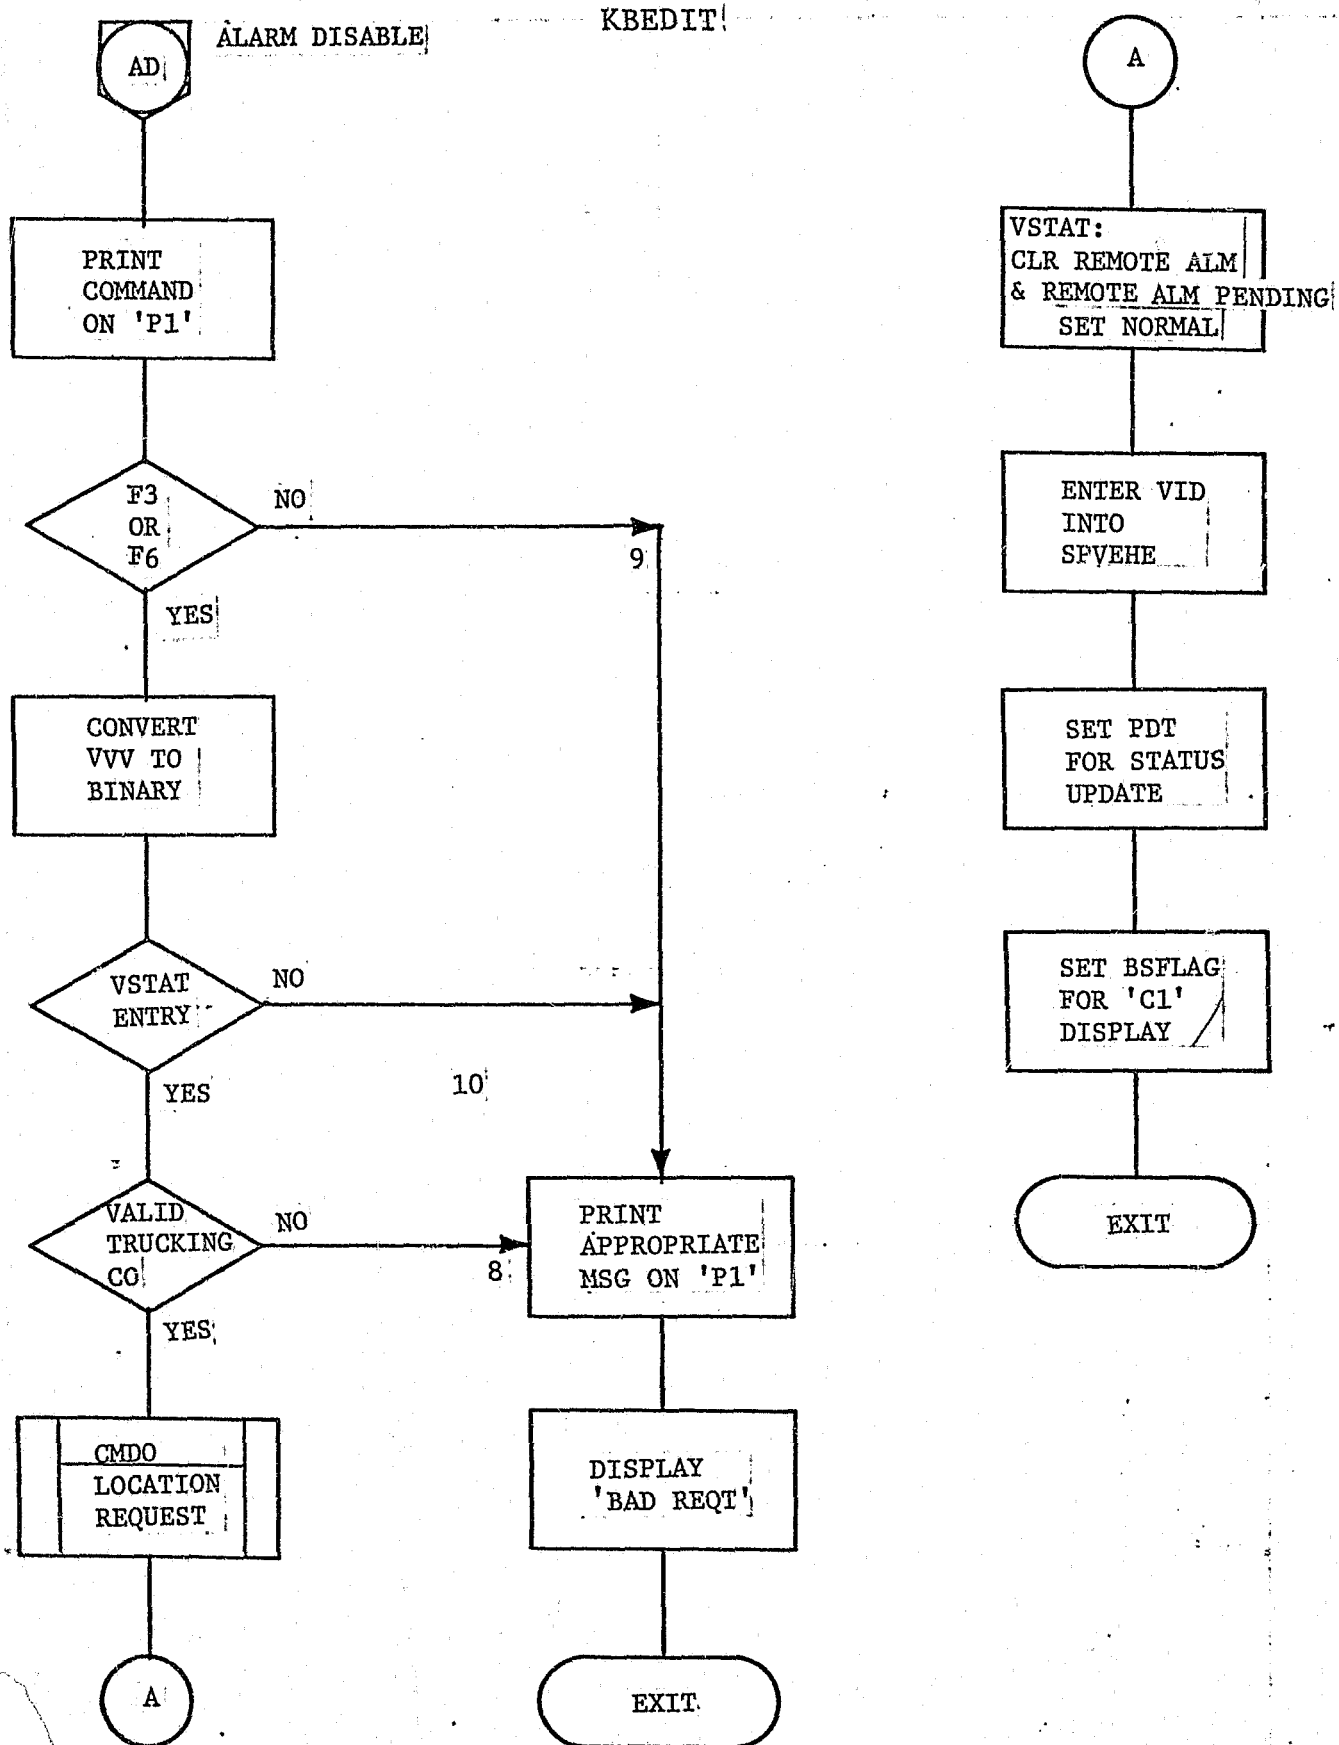 KBEDIT
AD
ALARM DISABLE
PRINT
COMMAND
ON 'P1'
F3
OR
F6
NO
9
YES
CONVERT
VVV TO
BINARY
VSTAT
ENTRY
NO
10
YES
VALID
TRUCKING
CO
NO
8
YES
CMDO
LOCATION
REQUEST
A
PRINT
APPROPRIATE
MSG ON 'P1'
DISPLAY
'BAD REQT'
EXIT
A
VSTAT:
CLR REMOTE ALM
& REMOTE ALM PENDING
SET NORMAL
ENTER VID
INTO
SPVEHE
SET PDT
FOR STATUS
UPDATE
SET BSFLAG
FOR 'C1'
DISPLAY
EXIT